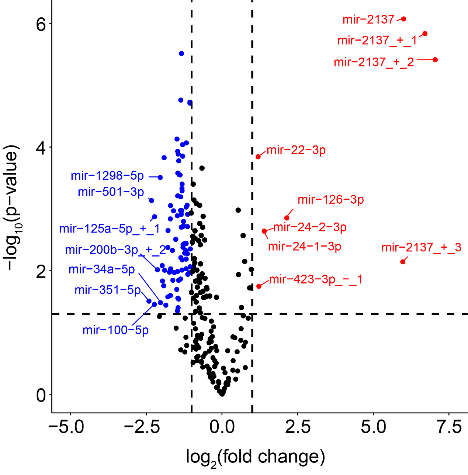 mir−2137
mir−2137_+_1
mir−2137_+_2
mir−22−3p
mir−1298−5p
mir−501−3p
mir−126−3p
mir−125a−5p_+_1
mir−24−2−3p
mir−24−1−3p
mir−200b−3p_+_2
mir−2137_+_3
mir−34a−5p
mir−423−3p_−_1
mir−351−5p
mir−100−5p
6
4
2
0
−log10(p−value)
−5.0
−2.5
0.0
2.5
5.0
7.5
log2(fold change)